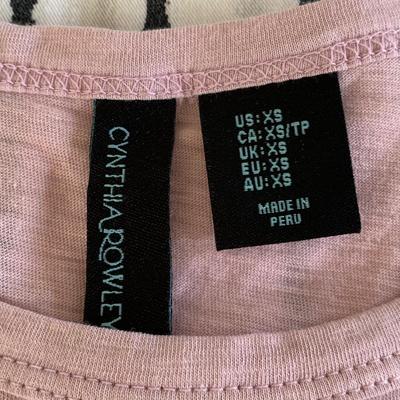 CYNTHIA ROWLEY
US: XS
CA: XS/TP
UK: XS
EU: XS
AU: XS
MADE IN
PERU